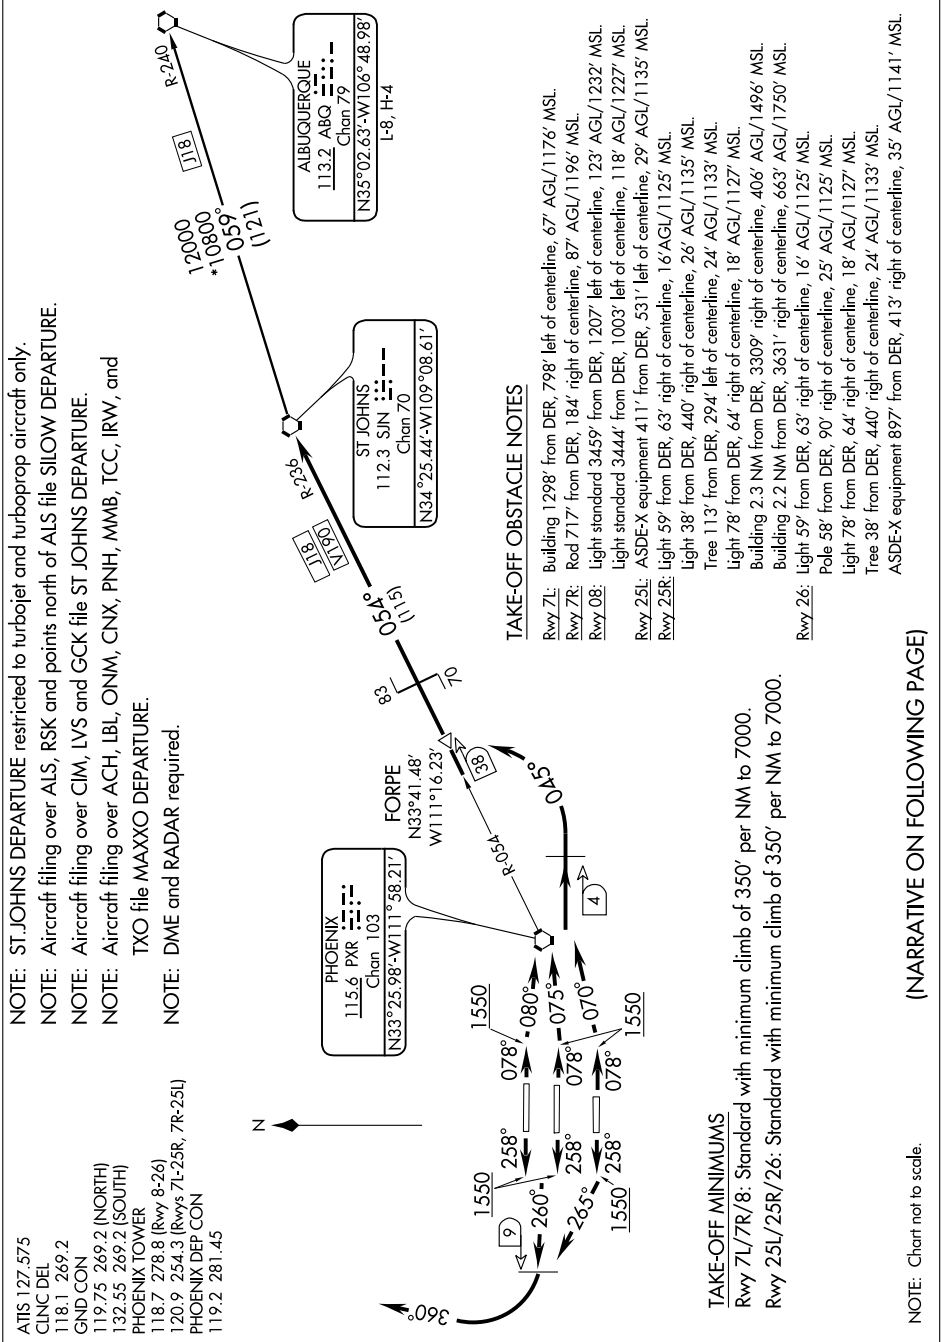 ATIS 127.575
CLNC DEL
118.1 269.2
GND CON
119.75 269.2 (NORTH)
132.55 269.2 (SOUTH)
PHOENIX TOWER
118.7 278.8 (Rwy 8-26)
120.9 254.3 (Rwys 7L-25R, 7R-25L)
PHOENIX DEP CON
119.2 281.45
NOTE: ST.JOHNS DEPARTURE restricted to turbojet and turboprop aircraft only.
NOTE: Aircraft filing over ALS, RSK and points north of ALS file SILOW DEPARTURE.
NOTE: Aircraft filing over CIM, LVS and GCK file ST JOHNS DEPARTURE.
NOTE: Aircraft filing over ACH, LBL, ONM, CNX, PNH, MMB, TCC, IRW, and
TXO file MAXXO DEPARTURE.
NOTE: DME and RADAR required.
R-240
J18
12000
*10800
059°
(121)
ALBUQUERQUE
113.2 ABQ
Chan 79
N35°02.63'-W106°48.98'
L-8, H-4
ST JOHNS
112.3 SJN
Chan 70
N34°25.44'-W109°08.61'
R-236
J18
V190
054°
(115)
83
70
FORPE
N33°41.48'
W111°16.23'
38
R-054
045°
4
PHOENIX
115.6 PXR
Chan 103
N33°25.98'-W111°58.21'
N
1550
080°
075°
070°
1550
078°
078°
078°
258°
258°
258°
1550
1550
260°
265°
9
360°
TAKE-OFF MINIMUMS
Rwy 7L/7R/8: Standard with minimum climb of 350' per NM to 7000.
Rwy 25L/25R/26: Standard with minimum climb of 350' per NM to 7000.
TAKE-OFF OBSTACLE NOTES
Rwy 7L: Building 1298' from DER, 798' left of centerline, 67' AGL/1176' MSL.
Rwy 7R: Rod 717' from DER, 184' right of centerline, 87' AGL/1196' MSL.
Rwy 08: Light standard 3459' from DER, 1207' left of centerline, 123' AGL/1232' MSL.
Light standard 3444' from DER, 1003' left of centerline, 118' AGL/1227' MSL.
Rwy 25L: ASDE-X equipment 411' from DER, 531' left of centerline, 29' AGL/1135' MSL.
Rwy 25R: Light 59' from DER, 63' right of centerline, 16'AGL/1125' MSL.
Light 38' from DER, 440' right of centerline, 26' AGL/1135' MSL.
Tree 113' from DER, 294' left of centerline, 24' AGL/1133' MSL.
Light 78' from DER, 64' right of centerline, 18' AGL/1127' MSL.
Building 2.3 NM from DER, 3309' right of centerline, 406' AGL/1496' MSL.
Building 2.2 NM from DER, 3631' right of centerline, 663' AGL/1750' MSL.
Rwy 26: Light 59' from DER, 63' right of centerline, 16' AGL/1125' MSL.
Pole 58' from DER, 90' right of centerline, 25' AGL/1125' MSL.
Light 78' from DER, 64' right of centerline, 18' AGL/1127' MSL.
Tree 38' from DER, 440' right of centerline, 24' AGL/1133' MSL.
ASDE-X equipment 897' from DER, 413' right of centerline, 35' AGL/1141' MSL.
NOTE: Chart not to scale.
(NARRATIVE ON FOLLOWING PAGE)